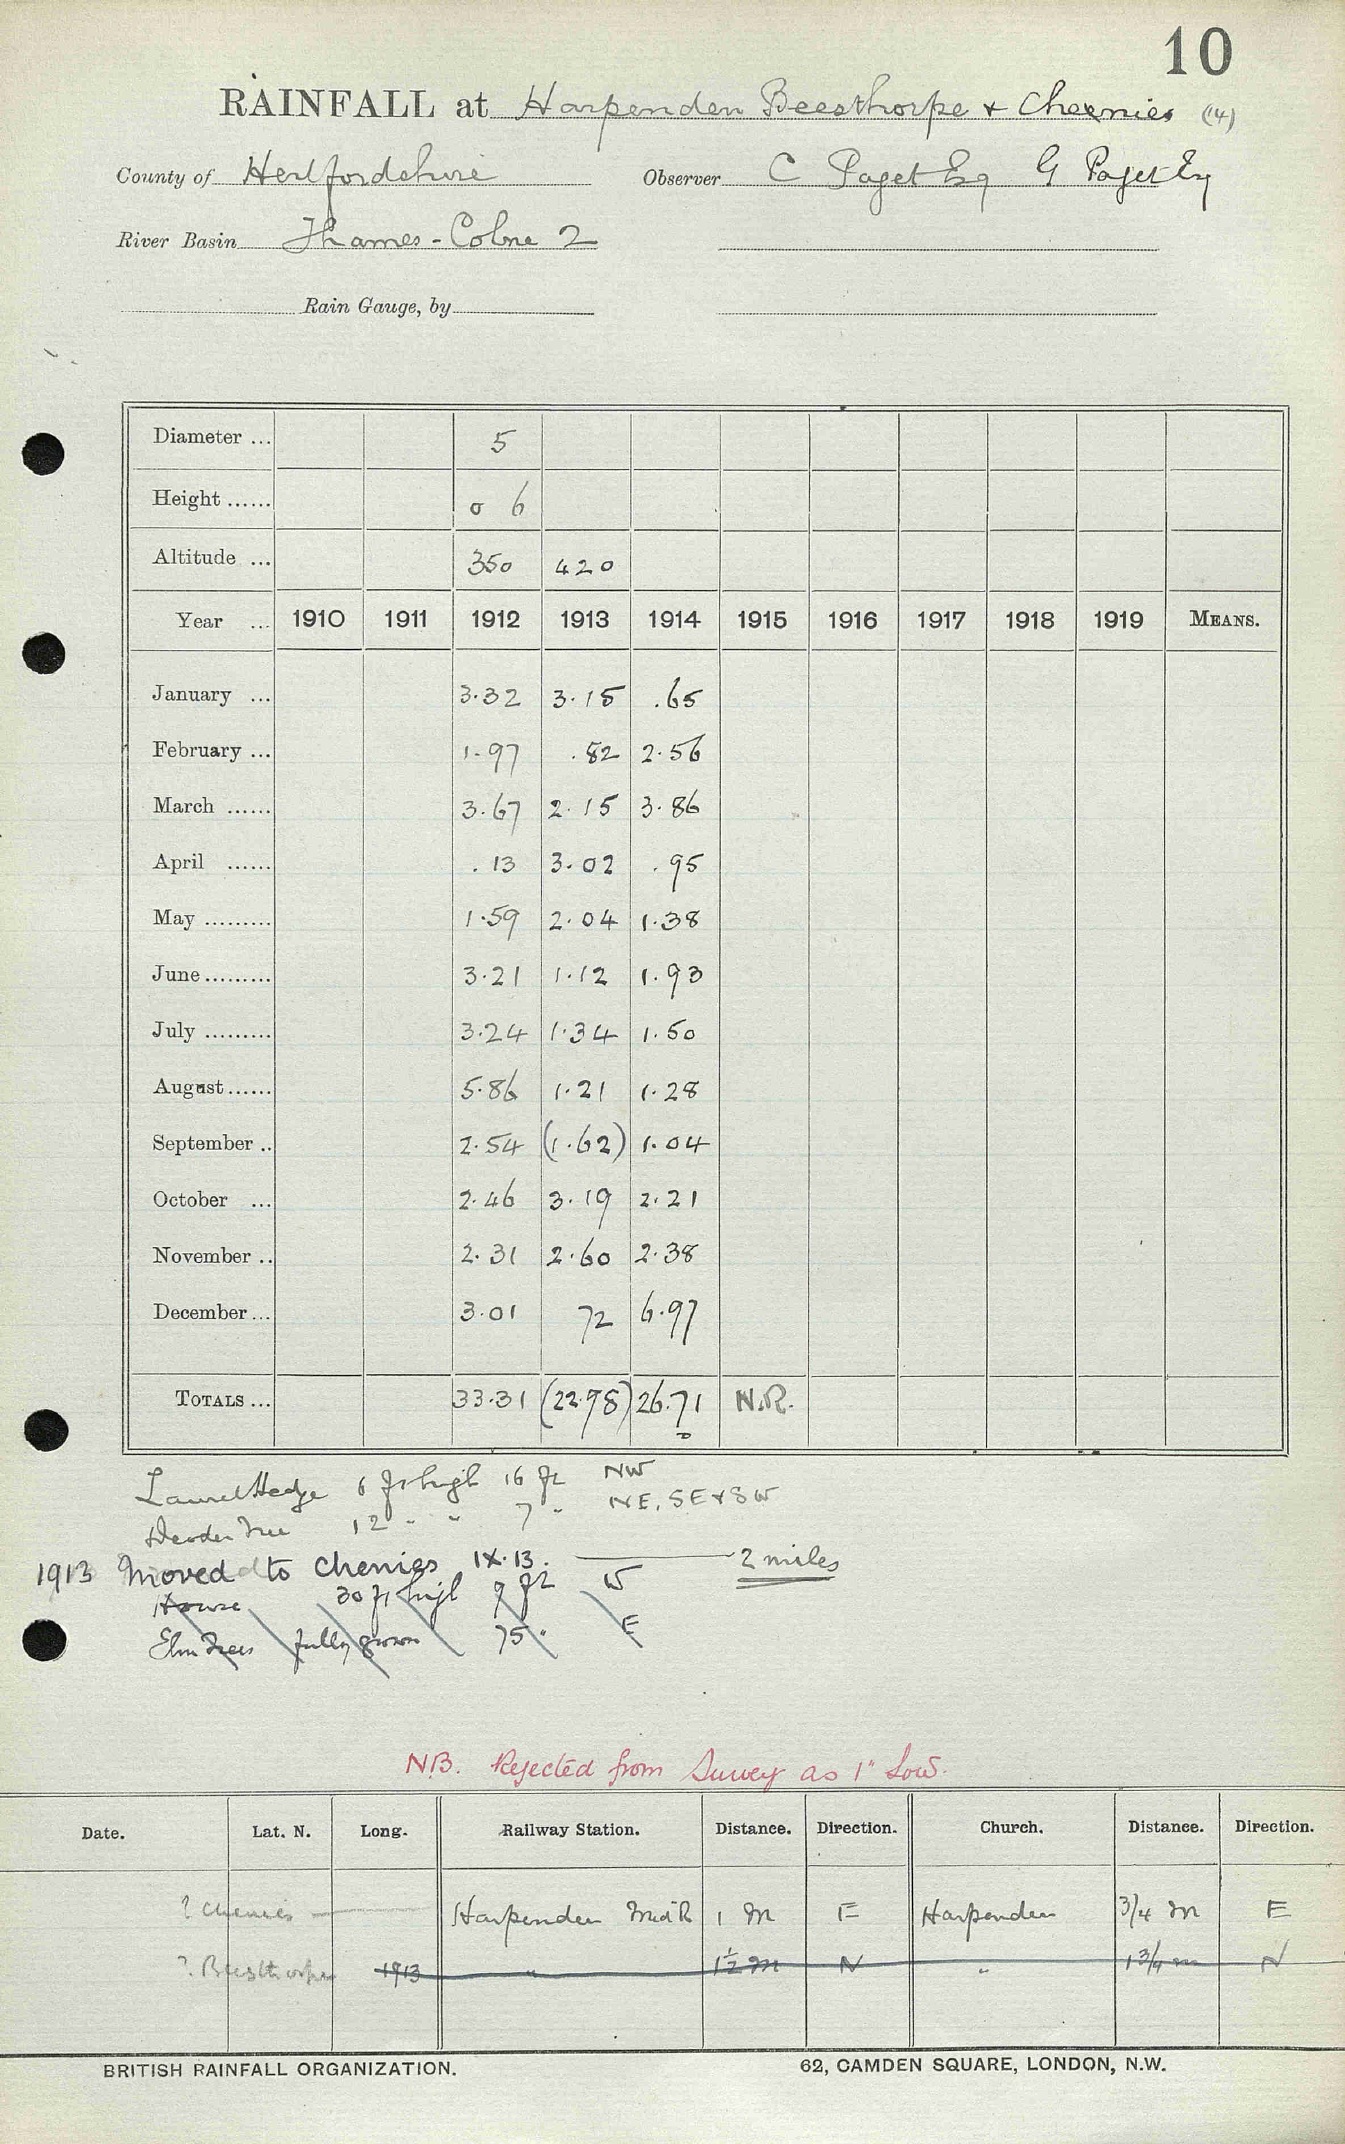 10
RAINFALL at Harpenden Beesthorpe & Chenies (14)
County of Hertfordshire Observer C Paget Esq G Paget Esq
River Basin Thames - Colne 2
Rain Gauge, by
Diameter ... 5
Height ...... 0 6
Altitude ... 350 420
Year ... 1910 1911 1912 1913 1914 1915 1916 1917 1918 1919 MEANS.
January ... 3.32 3.15 .65
February ... 1.97 .82 2.56
March ...... 3.67 2.15 3.86
April ...... .13 3.02 .95
May ......... 1.59 2.04 1.38
June ......... 3.21 1.12 1.93
July ......... 3.24 1.34 1.50
August ...... 5.86 1.21 1.28
September .. 2.54 (1.62) 1.04
October ... 2.46 3.19 2.21
November .. 2.31 2.60 2.38
December ... 3.01 72 6.97
TOTALS ... 33.31 (22.98) 26.71 N.R.
Laurel Hedge 6 ft high 16 ft NW
Deodar Tree 12 " " 7 " NE, SE & SW
1913 Moved to Chenies IX.13. 2 miles
House 30 ft high 9 ft W
Elm Trees fully grown 75 " E
N.B. Rejected from Survey as 1" low.
Date. Lat. N. Long. Railway Station. Distance. Direction. Church. Distance. Direction.
? Chenies Harpenden Mid R 1 M E Harpenden 3/4 M E
? Beesthorpe 1913 " 1 1/2 M N " 1 3/4 m N
BRITISH RAINFALL ORGANIZATION. 62, CAMDEN SQUARE, LONDON, N.W.